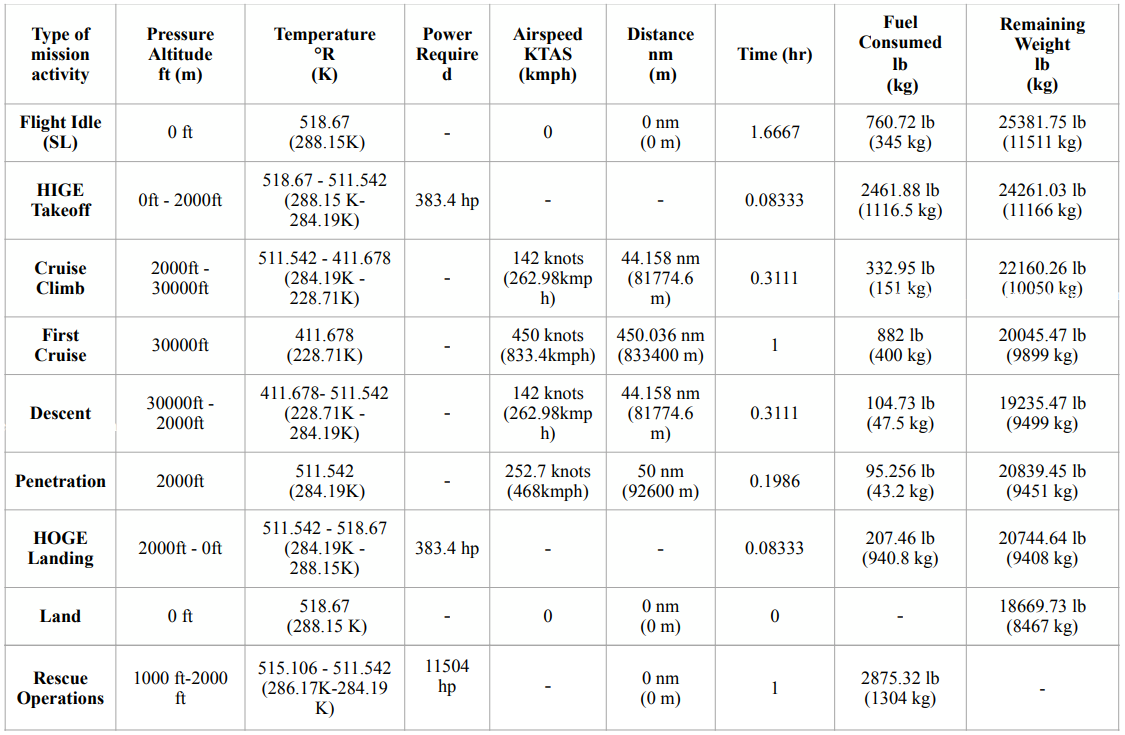 Type of mission activity | Pressure Altitude ft (m) | Temperature °R (K) | Power Require d | Airspeed KTAS (kmph) | Distance nm (m) | Time (hr) | Fuel Consumed lb (kg) | Remaining Weight lb (kg)
Flight Idle (SL) | 0 ft | 518.67 (288.15K) | - | 0 | 0 nm (0 m) | 1.6667 | 760.72 lb (345 kg) | 25381.75 lb (11511 kg)
HIGE Takeoff | 0ft - 2000ft | 518.67 - 511.542 (288.15 K- 284.19K) | 383.4 hp | - | - | 0.08333 | 2461.88 lb (1116.5 kg) | 24261.03 lb (11166 kg)
Cruise Climb | 2000ft - 30000ft | 511.542 - 411.678 (284.19K - 228.71K) | - | 142 knots (262.98kmp h) | 44.158 nm (81774.6 m) | 0.3111 | 332.95 lb (151 kg) | 22160.26 lb (10050 kg)
First Cruise | 30000ft | 411.678 (228.71K) | - | 450 knots (833.4kmph) | 450.036 nm (833400 m) | 1 | 882 lb (400 kg) | 20045.47 lb (9899 kg)
Descent | 30000ft - 2000ft | 411.678- 511.542 (228.71K - 284.19K) | - | 142 knots (262.98kmp h) | 44.158 nm (81774.6 m) | 0.3111 | 104.73 lb (47.5 kg) | 19235.47 lb (9499 kg)
Penetration | 2000ft | 511.542 (284.19K) | - | 252.7 knots (468kmph) | 50 nm (92600 m) | 0.1986 | 95.256 lb (43.2 kg) | 20839.45 lb (9451 kg)
HOGE Landing | 2000ft - 0ft | 511.542 - 518.67 (284.19K - 288.15K) | 383.4 hp | - | - | 0.08333 | 207.46 lb (940.8 kg) | 20744.64 lb (9408 kg)
Land | 0 ft | 518.67 (288.15 K) | - | 0 | 0 nm (0 m) | 0 | - | 18669.73 lb (8467 kg)
Rescue Operations | 1000 ft-2000 ft | 515.106 - 511.542 (286.17K-284.19 K) | 11504 hp | - | 0 nm (0 m) | 1 | 2875.32 lb (1304 kg) | -